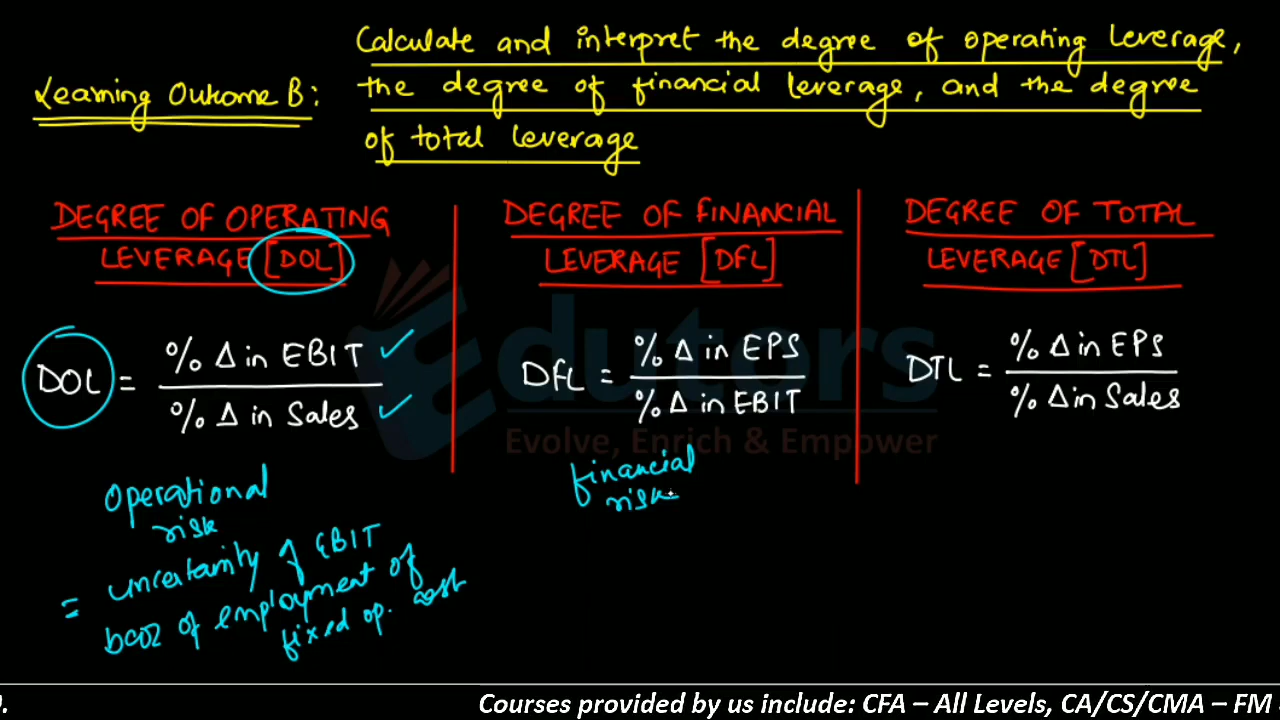 Learning Outcome B:
Calculate and interpret the degree of operating leverage,
the degree of financial leverage, and the degree
of total leverage
DEGREE OF OPERATING
LEVERAGE [DOL]
DOL = % Δ in EBIT
% Δ in Sales
operational
risk
= uncertainity of EBIT
bcoz of employment of
fixed op. cost
DEGREE OF FINANCIAL
LEVERAGE [DFL]
DFL = % Δ in EPS
% Δ in EBIT
financial
risk
DEGREE OF TOTAL
LEVERAGE [DTL]
DTL = % Δ in EPS
% Δ in Sales
Edutors
Evolve, Enrich & Empower
Courses provided by us include: CFA – All Levels, CA/CS/CMA – FM